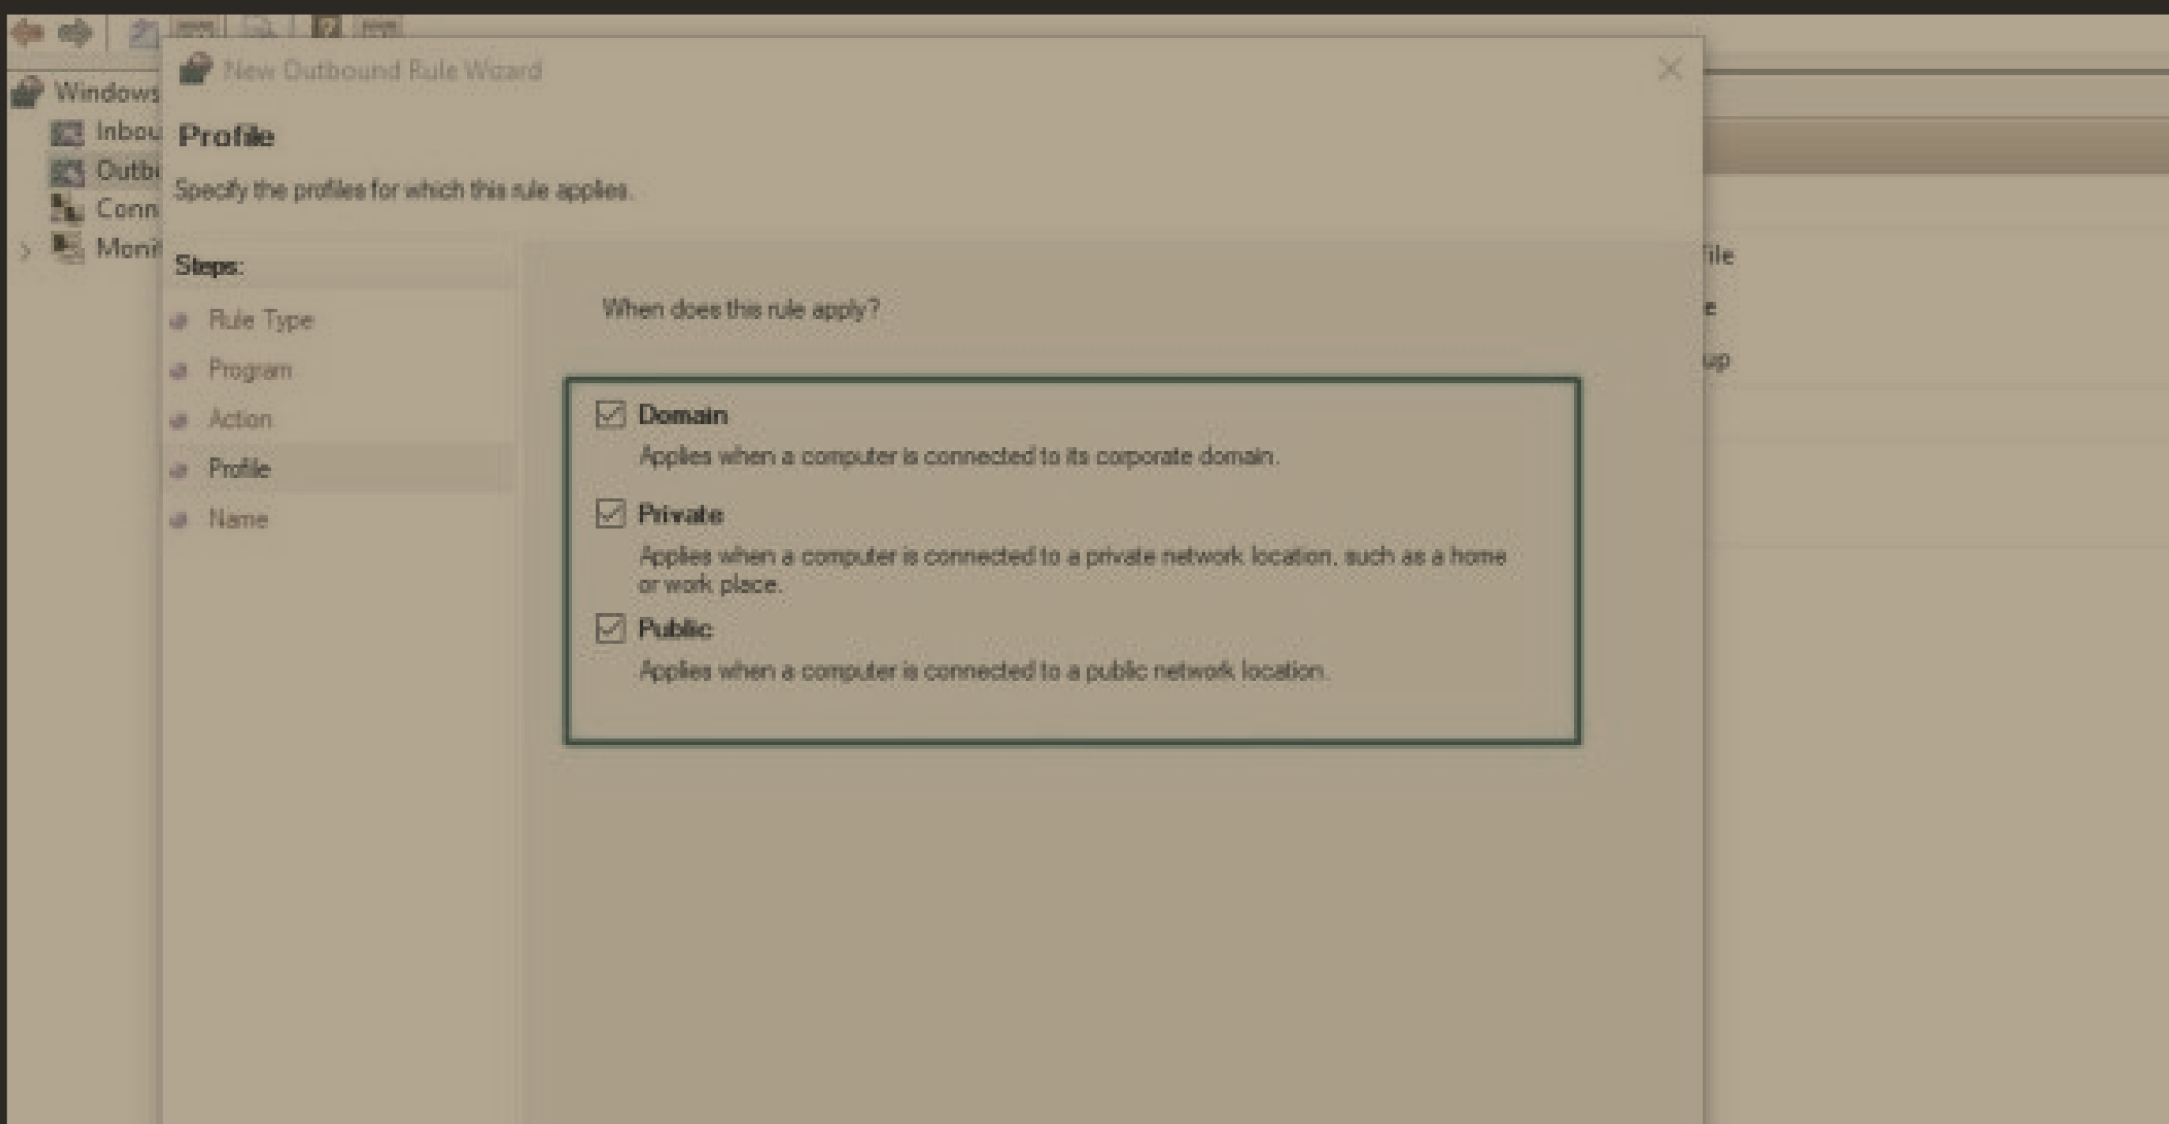 New Outbound Rule Wizard
Windows
Inbou
Outb
Conn
Moni
Profile
Specify the profiles for which this rule applies.
Steps:
Rule Type
Program
Action
Profile
Name
When does this rule apply?
Domain
Applies when a computer is connected to its corporate domain.
Private
Applies when a computer is connected to a private network location, such as a home
or work place.
Public
Applies when a computer is connected to a public network location.
ile
e
up